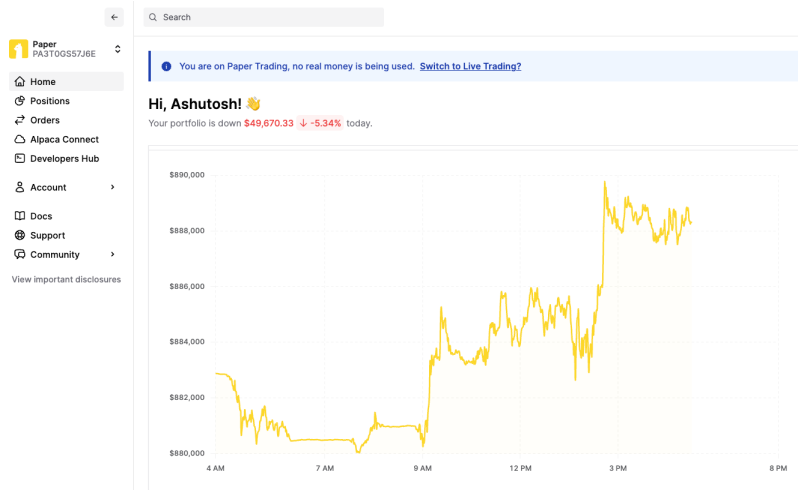 Search
Paper
PA3T0GS57J6E
Home
Positions
Orders
Alpaca Connect
Developers Hub
Account
Docs
Support
Community
View important disclosures
You are on Paper Trading, no real money is being used. Switch to Live Trading?
Hi, Ashutosh! 👋
Your portfolio is down $49,670.33 ↓ -5.34% today.
$890,000
$888,000
$886,000
$884,000
$882,000
$880,000
4 AM 7 AM 9 AM 12 PM 3 PM 8 PM